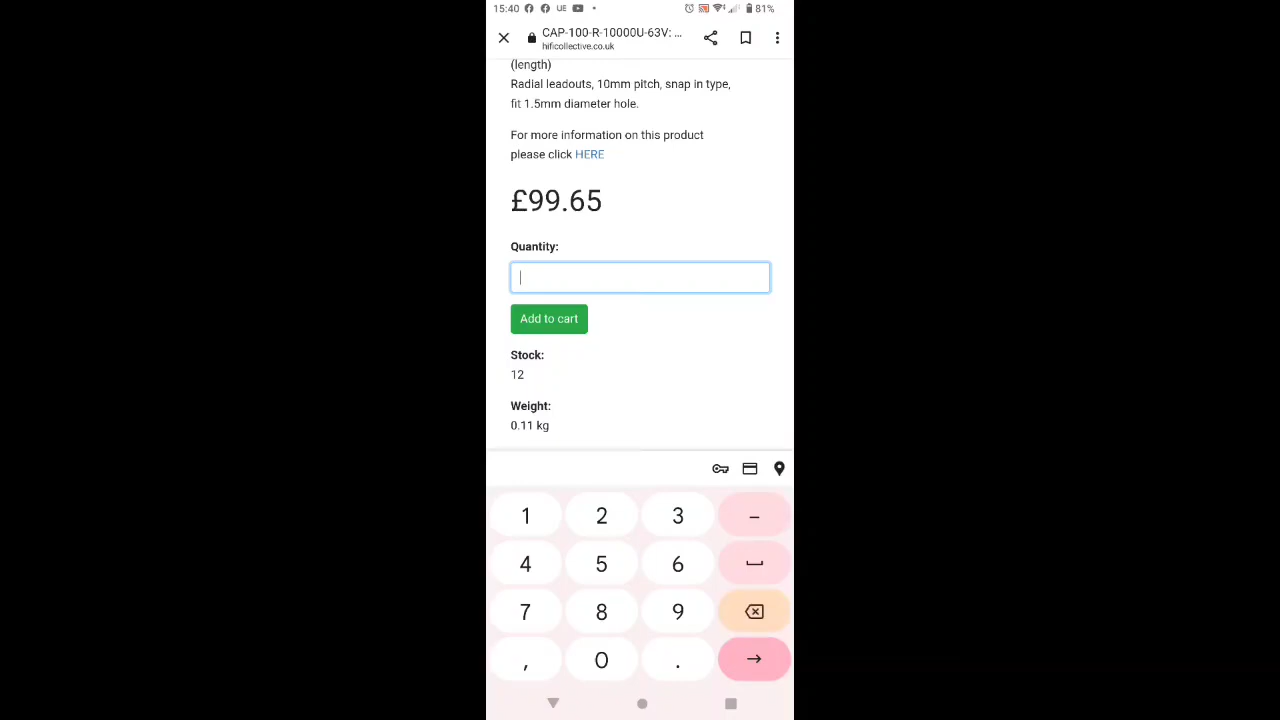 15:40 UE 81%
CAP-100-R-10000U-63V: ...
hificollective.co.uk
(length)
Radial leadouts, 10mm pitch, snap in type,
fit 1.5mm diameter hole.
For more information on this product
please click HERE
£99.65
Quantity:
Add to cart
Stock:
12
Weight:
0.11 kg
1 2 3 –
4 5 6
7 8 9
, 0 .